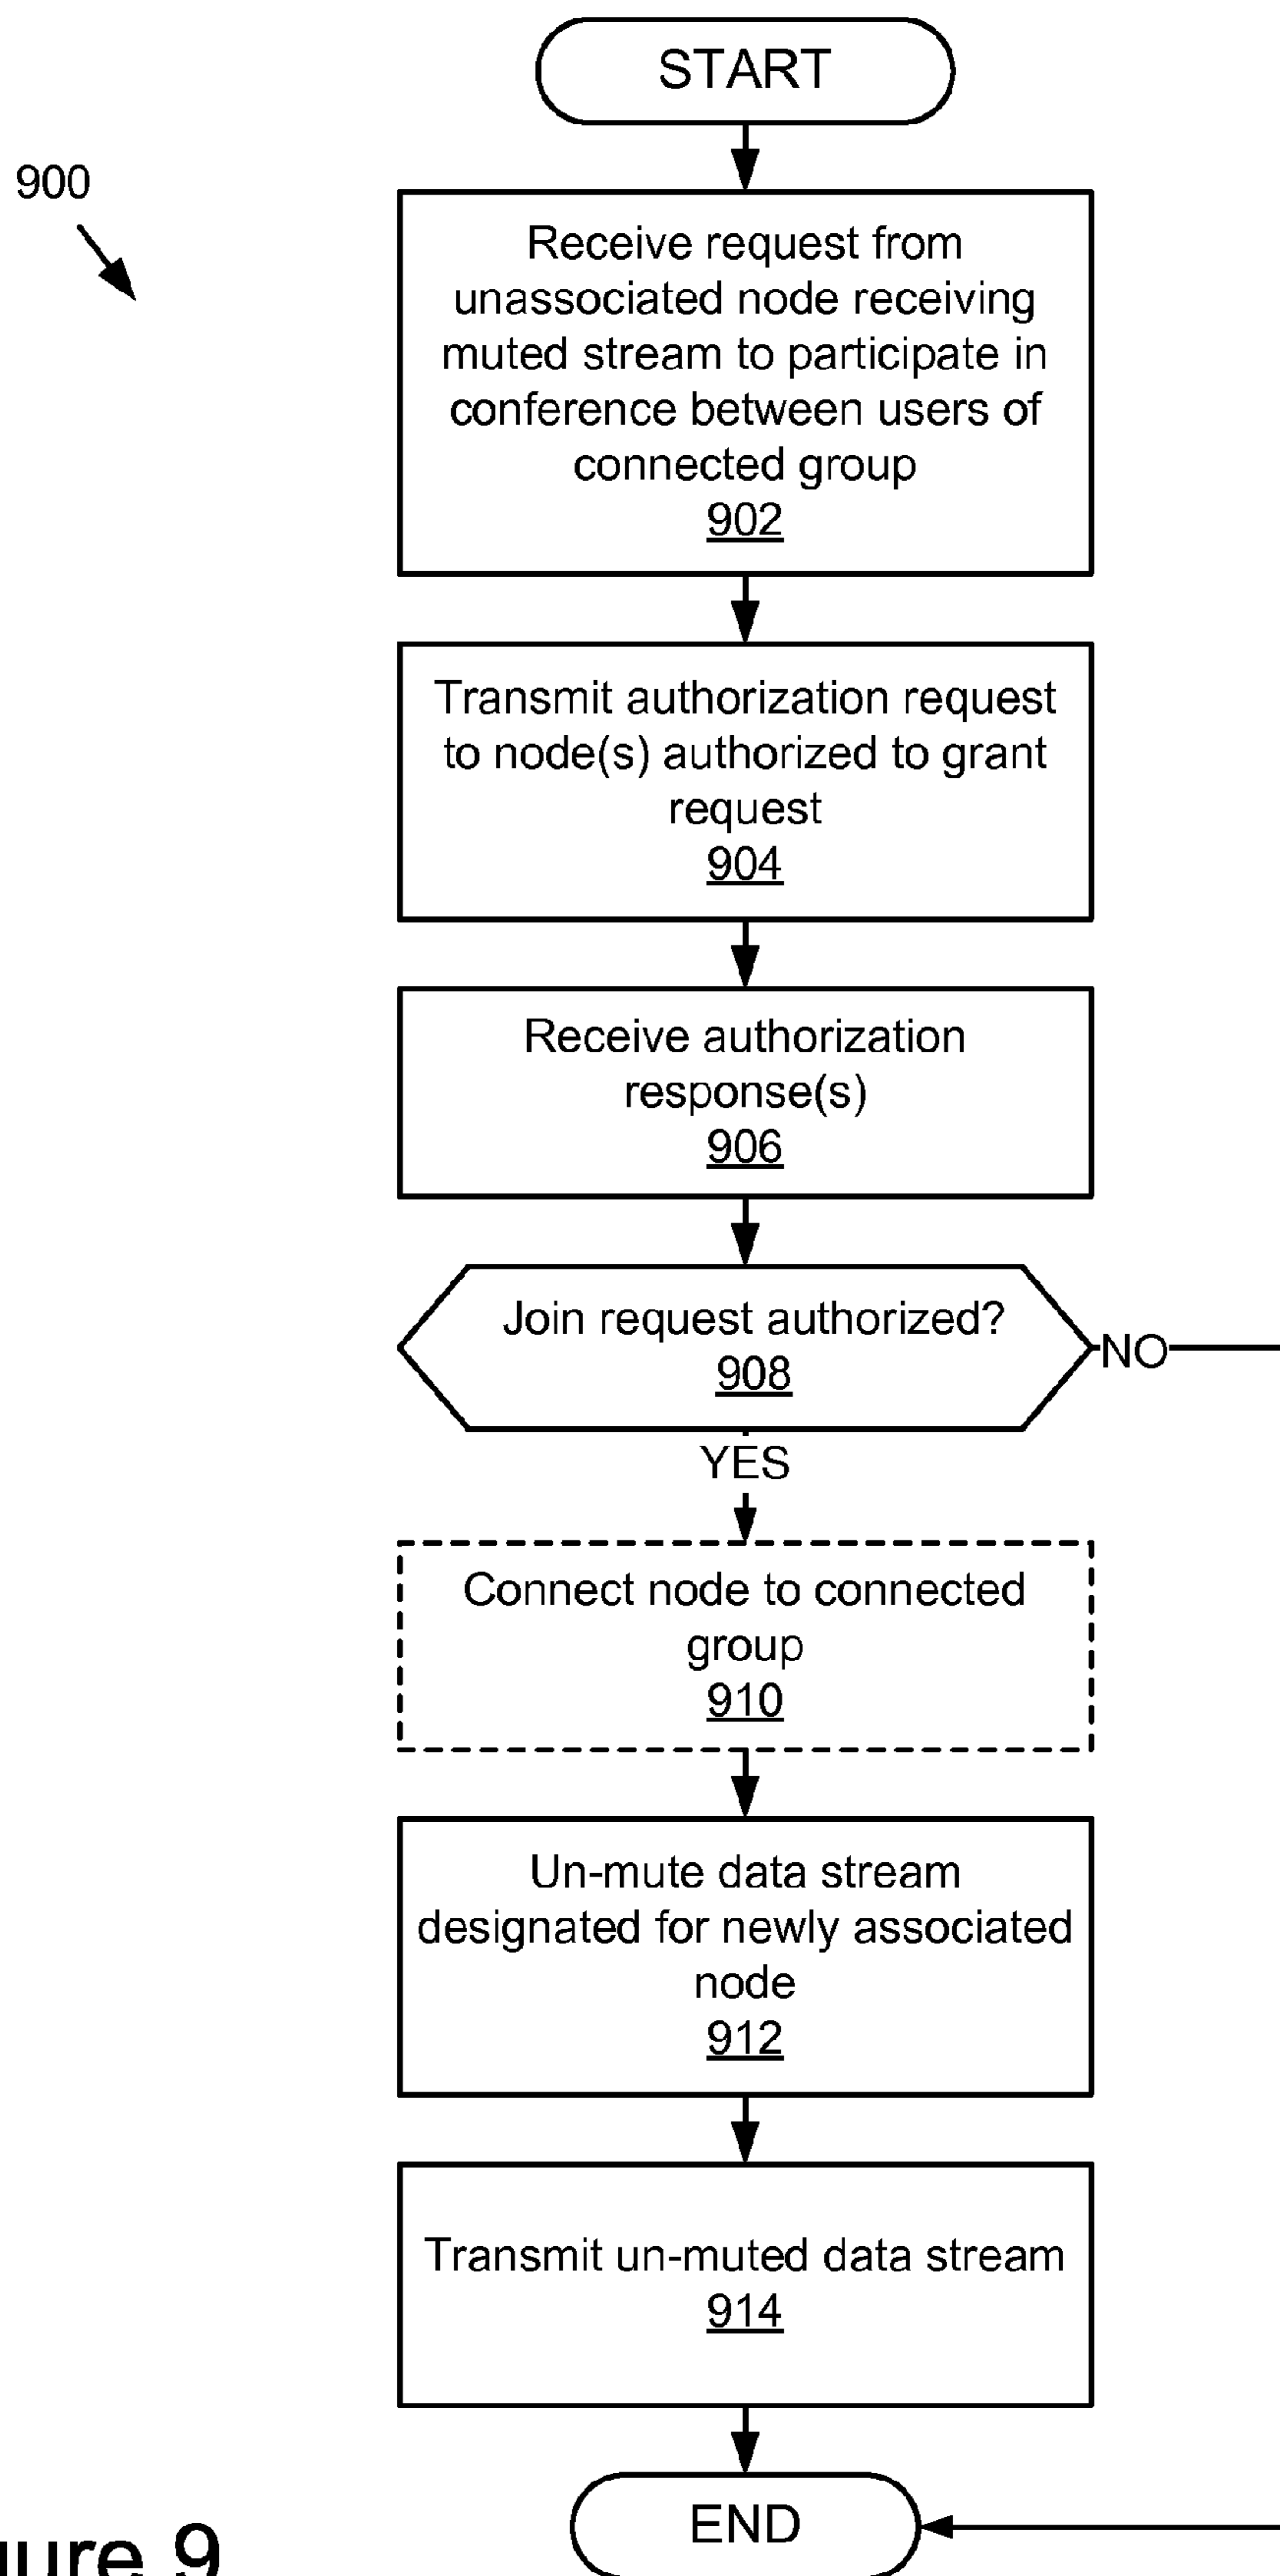 START
900
Receive request from
unassociated node receiving
muted stream to participate in
conference between users of
connected group
902
Transmit authorization request
to node(s) authorized to grant
request
904
Receive authorization
response(s)
906
Join request authorized?
908
NO
YES
Connect node to connected
group
910
Un-mute data stream
designated for newly associated
node
912
Transmit un-muted data stream
914
END
9